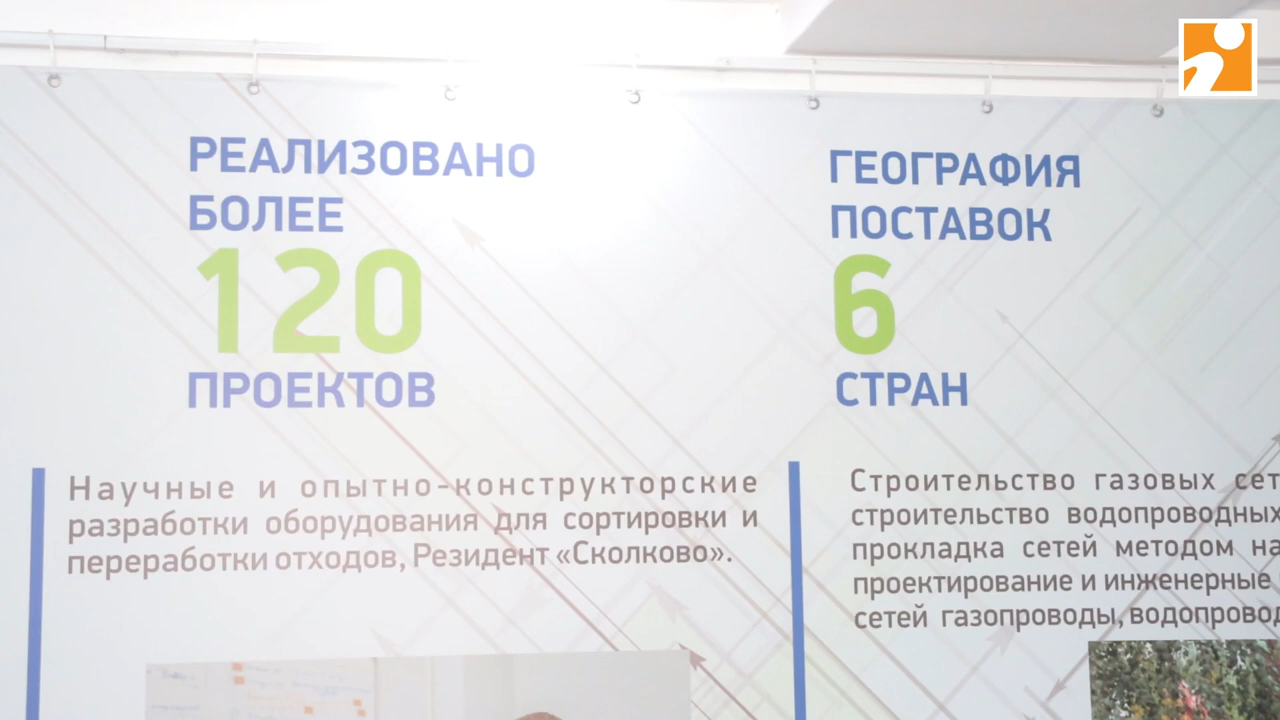 РЕАЛИЗОВАНО
БОЛЕЕ
120
ПРОЕКТОВ
ГЕОГРАФИЯ
ПОСТАВОК
6
СТРАН
Научные и опытно-конструкторские
разработки оборудования для сортировки и
переработки отходов, Резидент «Сколково».
Строительство газовых
строительство водопроводных
прокладка сетей методом
проектирование и инженерные
сетей газопроводы,